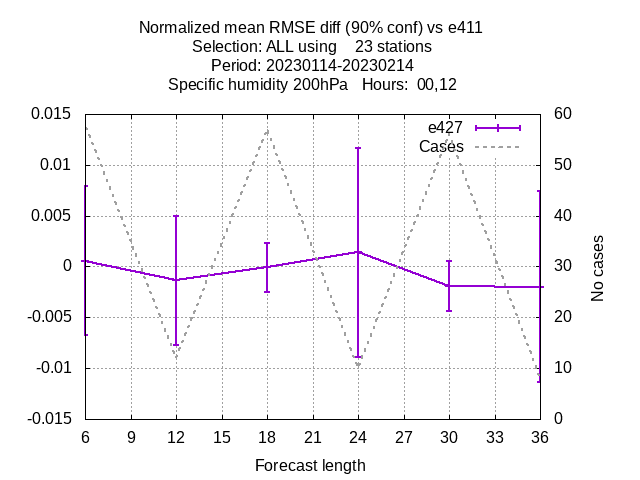 Normalized mean RMSE diff (90% conf) vs e411
Selection: ALL using    23 stations
Period: 20230114-20230214
Specific humidity 200hPa   Hours:  00,12
0.015
0.01
0.005
0
-0.005
-0.01
-0.015
60
50
40
30
20
10
0
e427
Cases
No cases
6 9 12 15 18 21 24 27 30 33 36
Forecast length